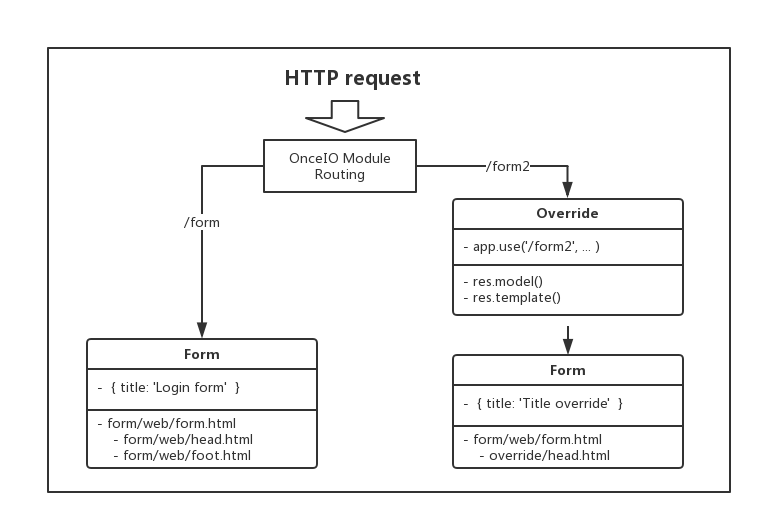 HTTP request
OnceIO Module
Routing
/form2
/form
Override
- app.use('/form2', ... )
- res.model()
- res.template()
Form
- { title: 'Login form' }
- form/web/form.html
- form/web/head.html
- form/web/foot.html
Form
- { title: 'Title override' }
- form/web/form.html
- override/head.html